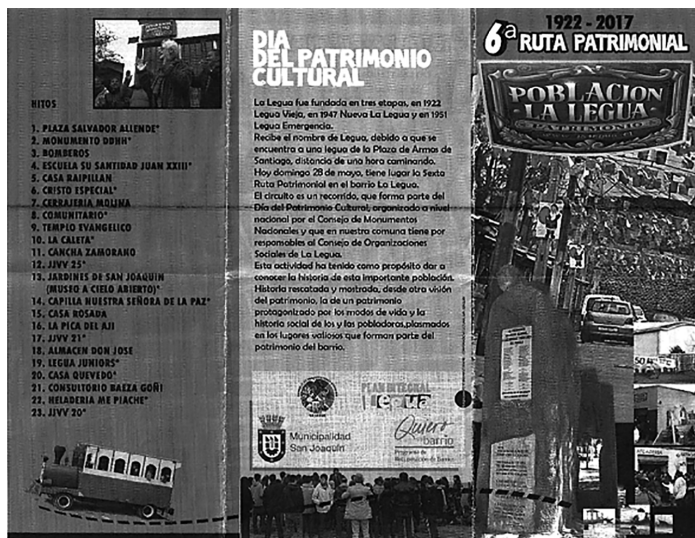 HITOS
1. PLAZA SALVADOR ALLENDE*
2. MONUMENTO DDHH*
3. BOMBEROS
4. ESCUELA SU SANTIDAD JUAN XXIII*
5. CASA RAIPILLAN
6. CRISTO ESPECIAL*
7. CERRAJERIA MOLINA
8. COMUNITARIO*
9. TEMPLO EVANGELICO
10. LA CALETA*
11. CANCHA ZAMORANO
12. JJVV 25*
13. JARDINES DE SAN JOAQUIN
(MUSEO A CIELO ABIERTO)*
14. CAPILLA NUESTRA SEÑORA DE LA PAZ*
15. CASA ROSADA
16. LA PICA DEL AJI
17. JJVV 21*
18. ALMACEN DON JOSE
19. LEGUA JUNIORS*
20. CASA QUEVEDO*
21. CONSULTORIO BAEZA GOÑI
22. HELADERIA ME PIACHE*
23. JJVV 20*
DIA
DEL PATRIMONIO
CULTURAL
La Legua fue fundada en tres etapas, en 1922
Legua Vieja, en 1947 Nueva La Legua y en 1951
Legua Emergencia.
Recibe el nombre de Legua, debido a que se
encuentra a una legua de la Plaza de Armas de
Santiago, distancia de una hora caminando.
Hoy domingo 28 de mayo, tiene lugar la Sexta
Ruta Patrimonial en el barrio La Legua.
El circuito es un recorrido, que forma parte del
Día del Patrimonio Cultural, organizado a nivel
nacional por el Consejo de Monumentos
Nacionales y que en nuestra comuna tiene por
responsables al Consejo de Organizaciones
Sociales de La Legua.
Esta actividad ha tenido como propósito dar a
conocer la historia de esta importante población.
Historia rescatada y mostrada, desde otra visión
del patrimonio, la de un patrimonio
protagonizado por los modos de vida y la
historia social de los y las pobladoras,plasmados
en los lugares valiosos que forman parte del
patrimonio del barrio.
PLAN INTEGRAL
Legua
Municipalidad
San Joaquín
Quiero
mi barrio
Programa de
Recuperación de Barrios
1922 - 2017
6a RUTA PATRIMONIAL
POBLACION
LA LEGUA
PATRIMONIO